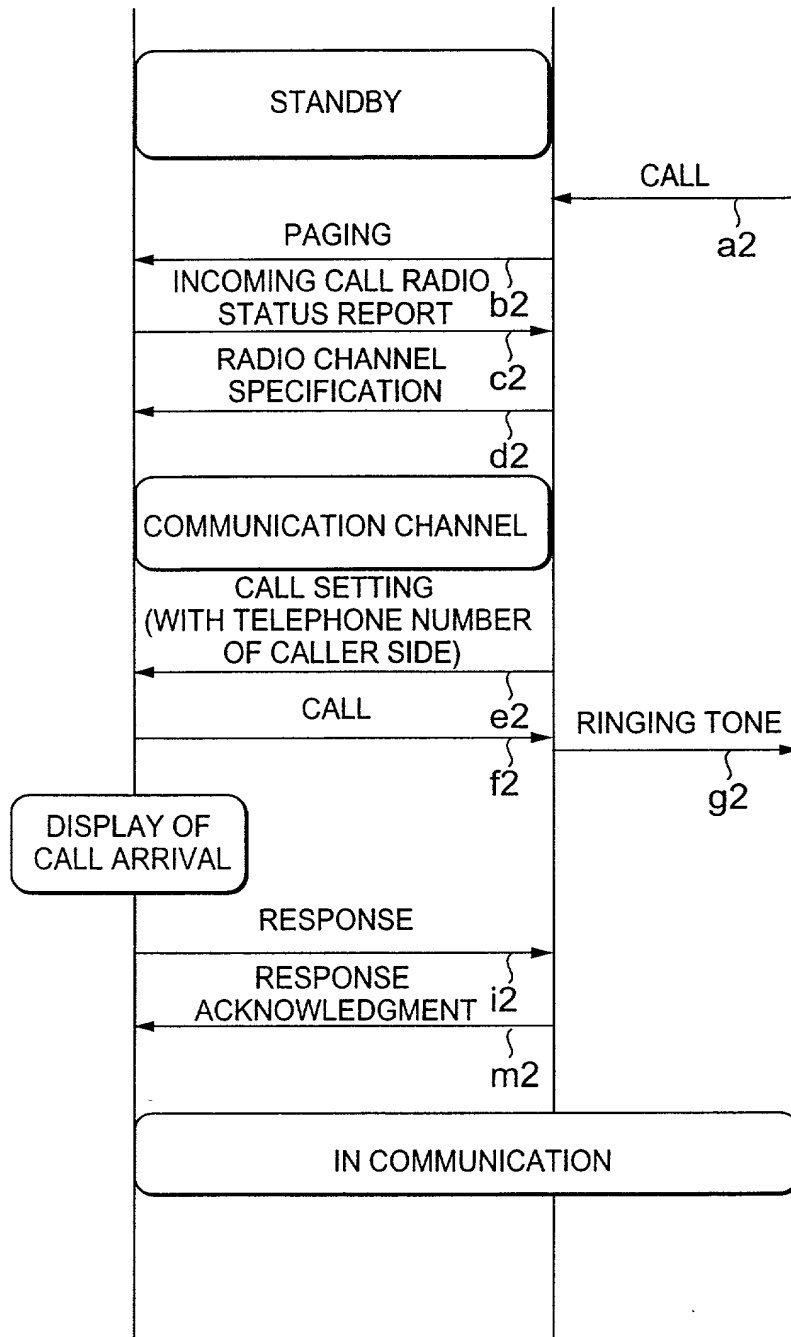 STANDBY
CALL
a2
PAGING
b2
INCOMING CALL RADIO
STATUS REPORT
c2
RADIO CHANNEL
SPECIFICATION
d2
COMMUNICATION CHANNEL
CALL SETTING
(WITH TELEPHONE NUMBER
OF CALLER SIDE)
e2
CALL
f2
RINGING TONE
g2
DISPLAY OF
CALL ARRIVAL
RESPONSE
i2
RESPONSE
ACKNOWLEDGMENT
m2
IN COMMUNICATION